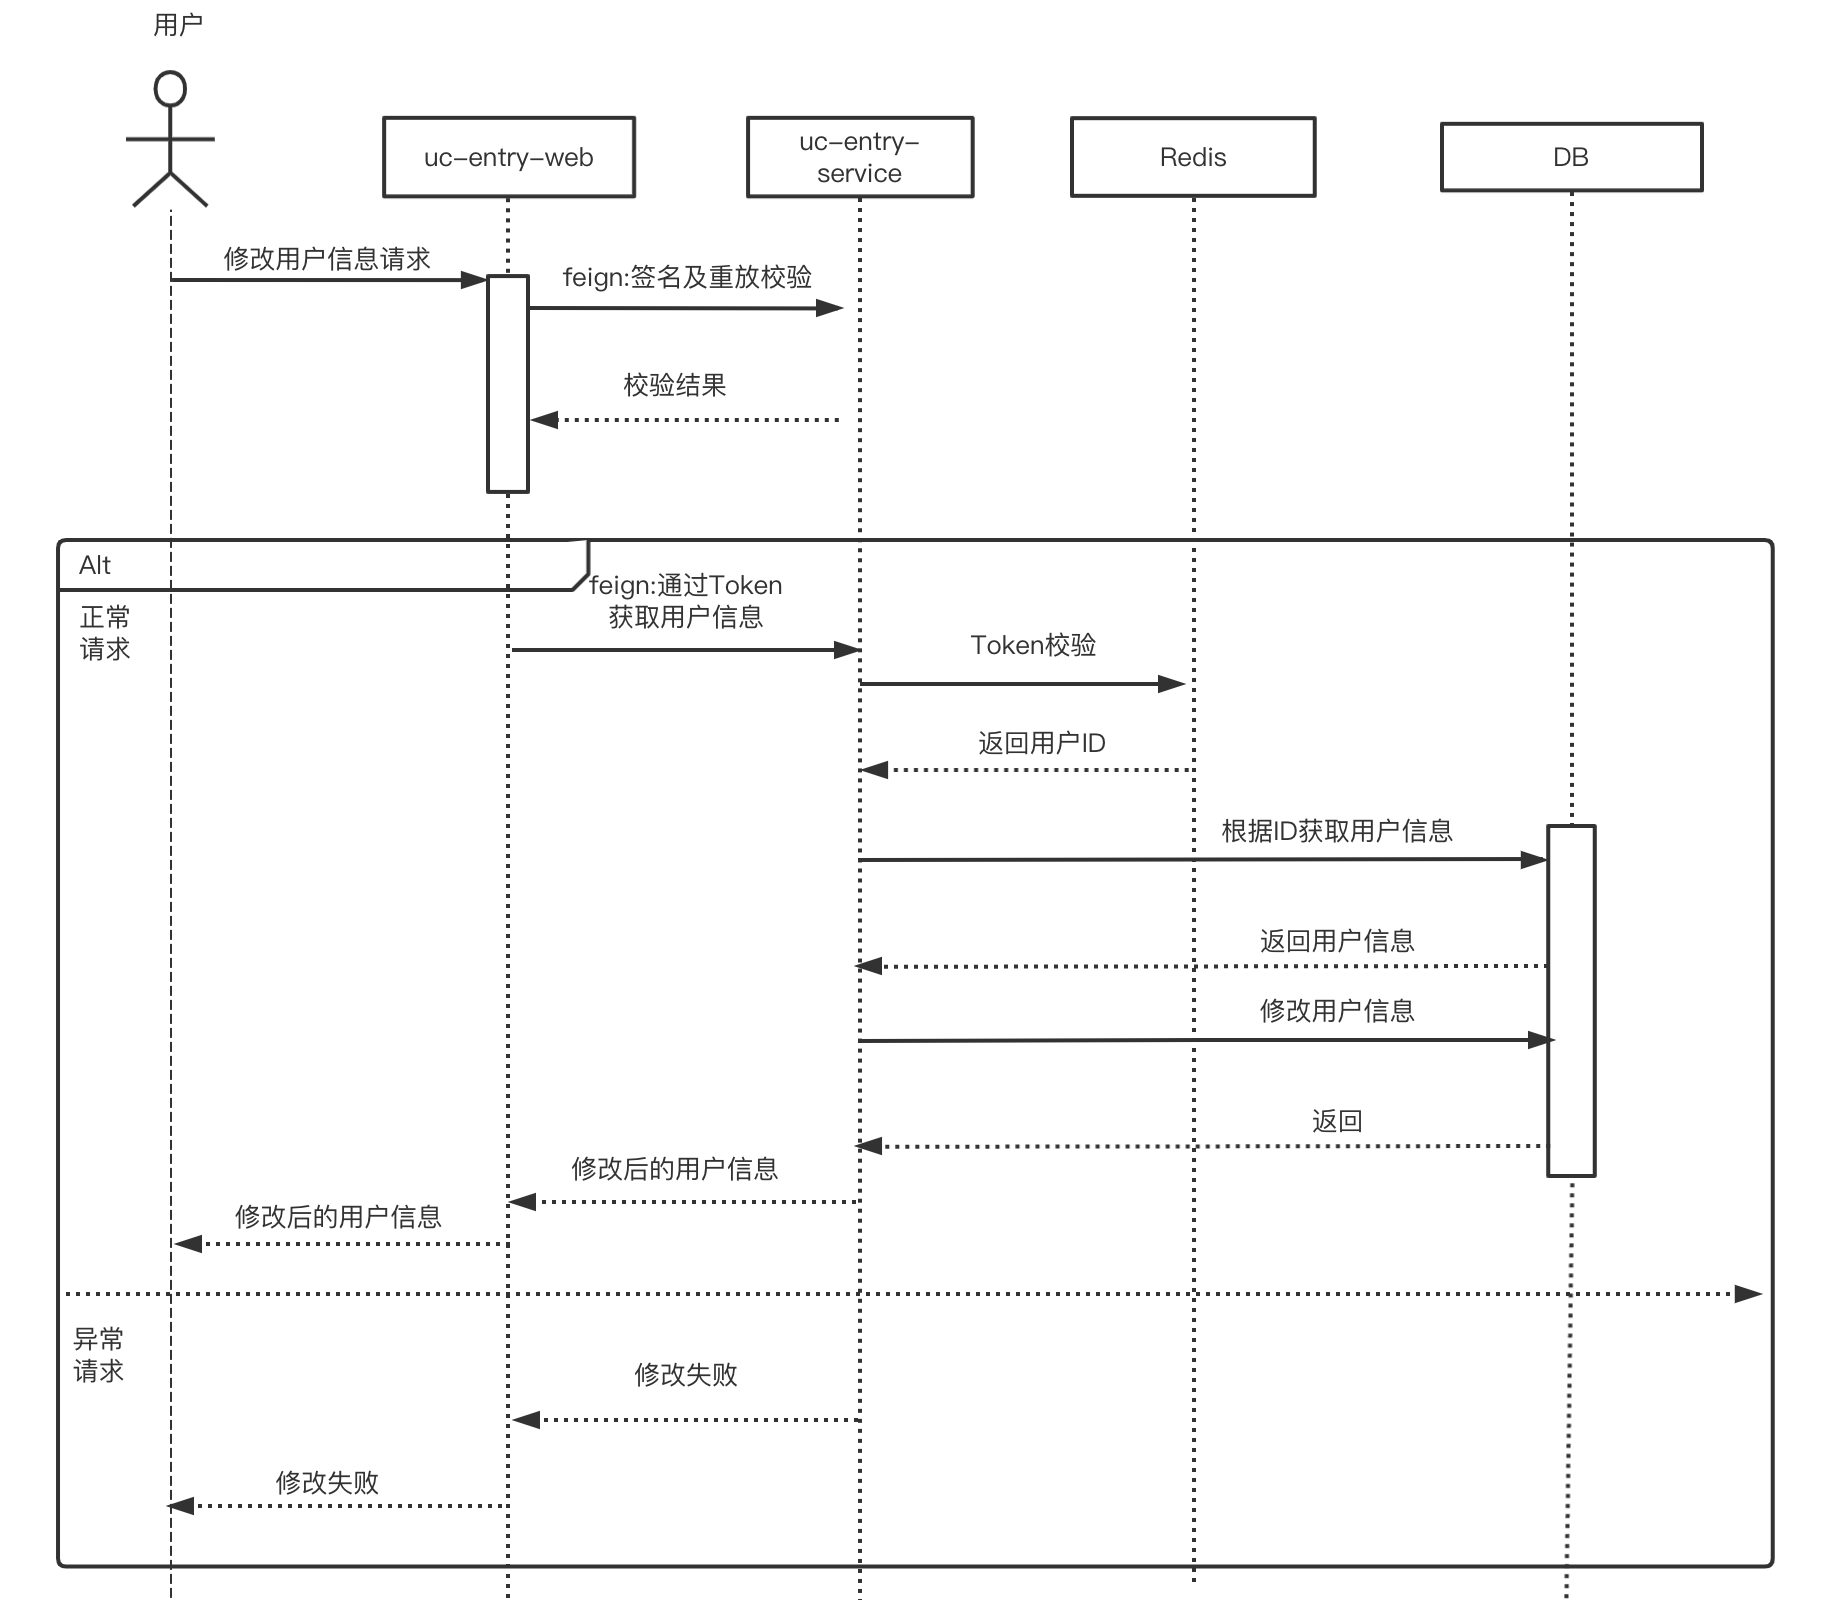 用户
uc-entry-web
uc-entry-
service
Redis
DB
修改用户信息请求
feign:签名及重放校验
校验结果
Alt
正常
请求
feign:通过Token
获取用户信息
Token校验
返回用户ID
根据ID获取用户信息
返回用户信息
修改用户信息
返回
修改后的用户信息
修改后的用户信息
异常
请求
修改失败
修改失败